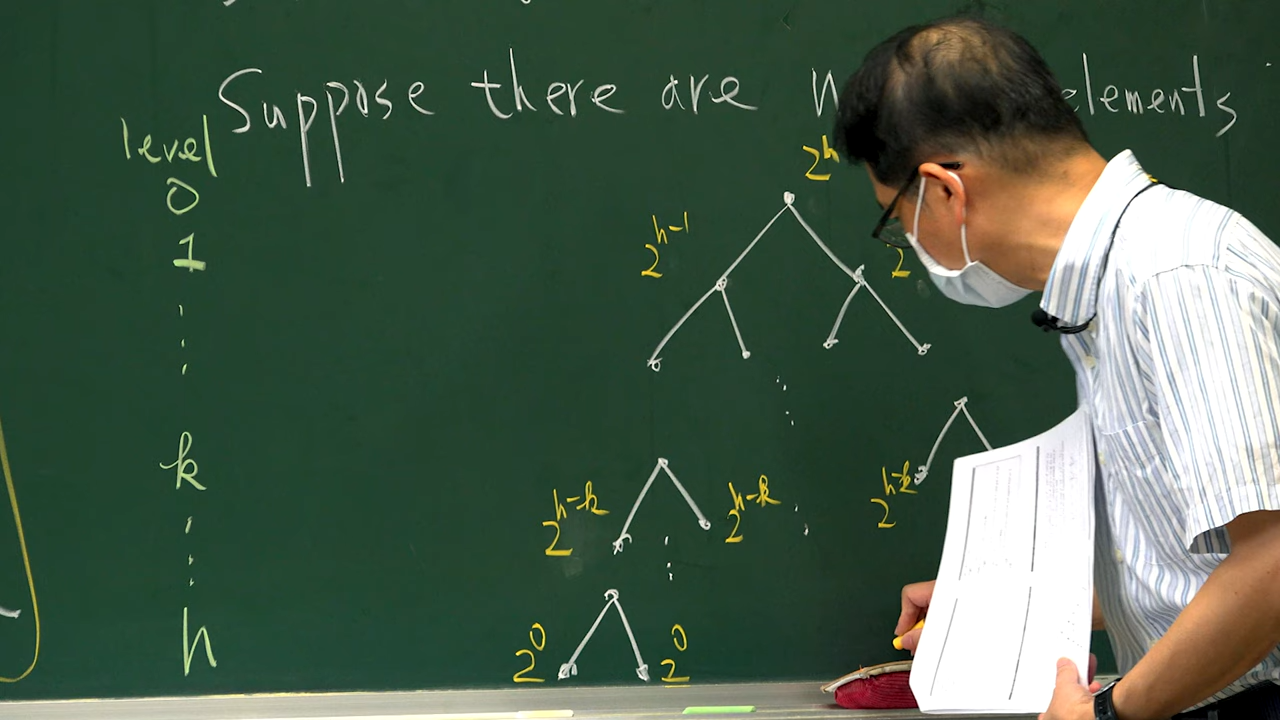 Suppose there are n elements
level
0
1
k
h
2^h
2^{h-1}
2
2^{h-k}
2^{h-k}
2^{h-k}
2^0
2^0